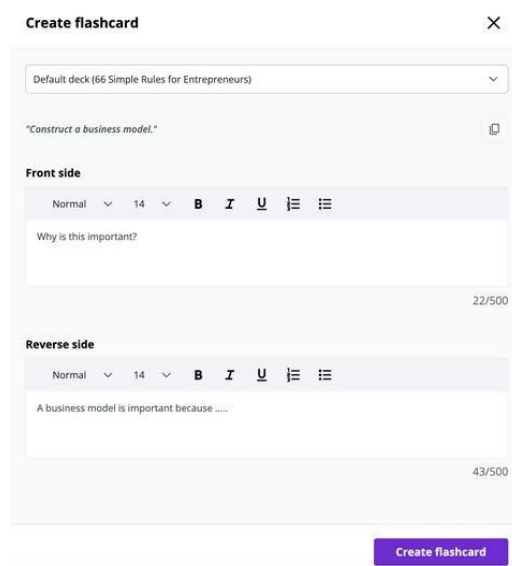 Create flashcard
Default deck (66 Simple Rules for Entrepreneurs)
"Construct a business model."
Front side
Normal 14 B I U
Why is this important?
22/500
Reverse side
Normal 14 B I U
A business model is important because .....
43/500
Create flashcard